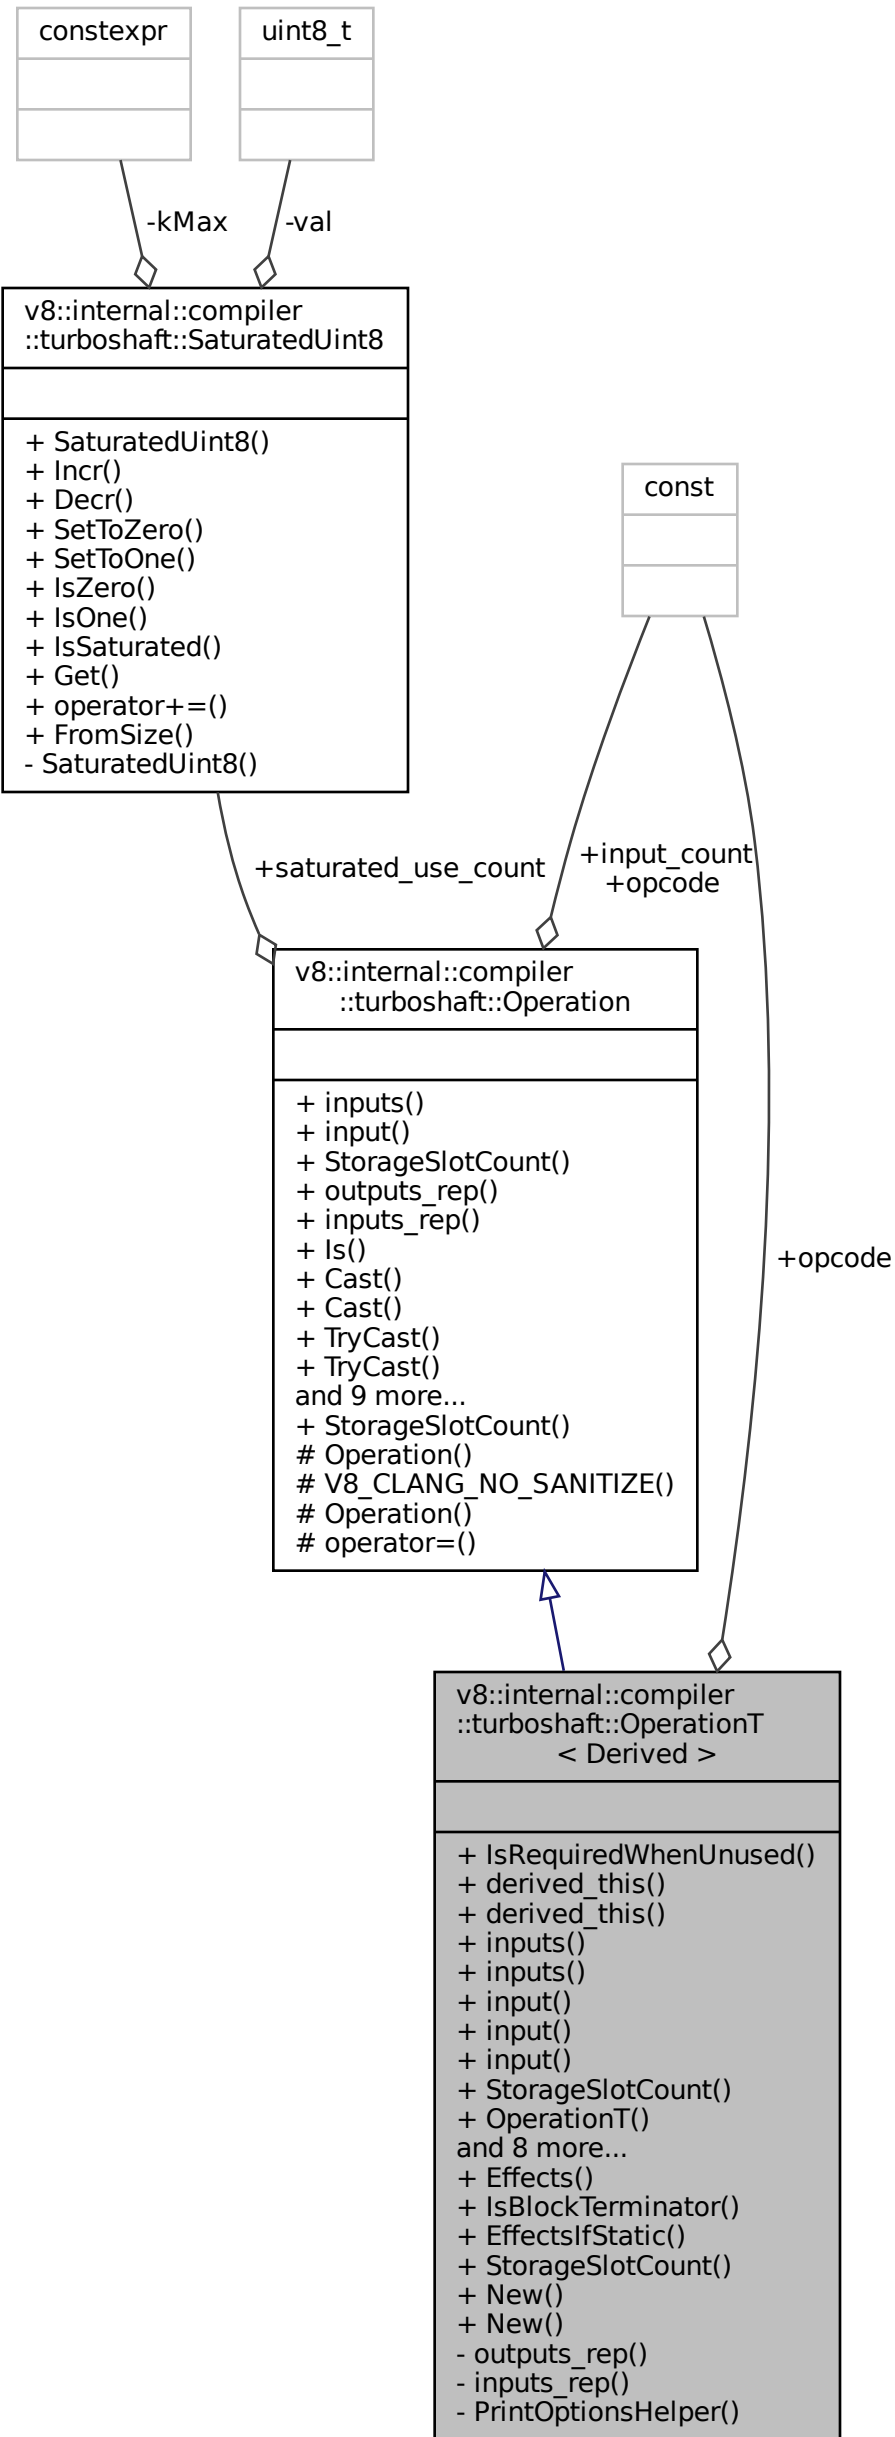 constexpr
uint8_t
-kMax
-val
v8::internal::compiler
::turboshaft::SaturatedUint8
+ SaturatedUint8()
+ Incr()
+ Decr()
+ SetToZero()
+ SetToOne()
+ IsZero()
+ IsOne()
+ IsSaturated()
+ Get()
+ operator+=()
+ FromSize()
- SaturatedUint8()
const
+saturated_use_count
+input_count
+opcode
v8::internal::compiler
::turboshaft::Operation
+ inputs()
+ input()
+ StorageSlotCount()
+ outputs_rep()
+ inputs_rep()
+ Is()
+ Cast()
+ Cast()
+ TryCast()
+ TryCast()
and 9 more...
+ StorageSlotCount()
# Operation()
# V8_CLANG_NO_SANITIZE()
# Operation()
# operator=()
+opcode
v8::internal::compiler
::turboshaft::OperationT
< Derived >
+ IsRequiredWhenUnused()
+ derived_this()
+ derived_this()
+ inputs()
+ inputs()
+ input()
+ input()
+ input()
+ StorageSlotCount()
+ OperationT()
and 8 more...
+ Effects()
+ IsBlockTerminator()
+ EffectsIfStatic()
+ StorageSlotCount()
+ New()
+ New()
- outputs_rep()
- inputs_rep()
- PrintOptionsHelper()